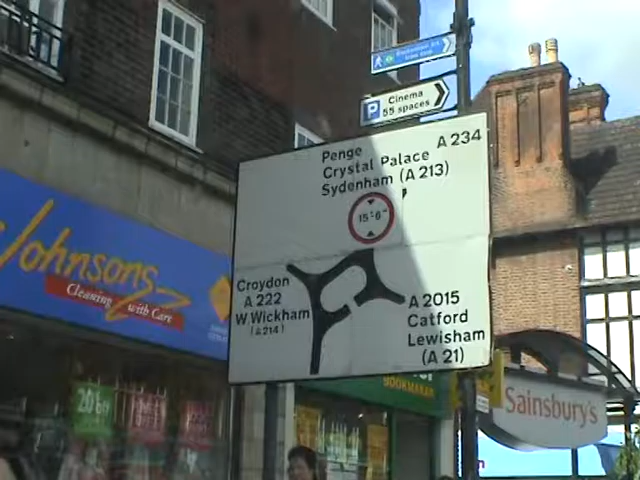 P
Cinema
55 spaces
Penge
A 234
Crystal Palace
Sydenham (A 213)
15'-6"
Croydon
A 222
W. Wickham
(A 214)
A 2015
Catford
Lewisham
(A 21)
Johnsons
Cleaning with Care
BOOKMAKER
Sainsbury's